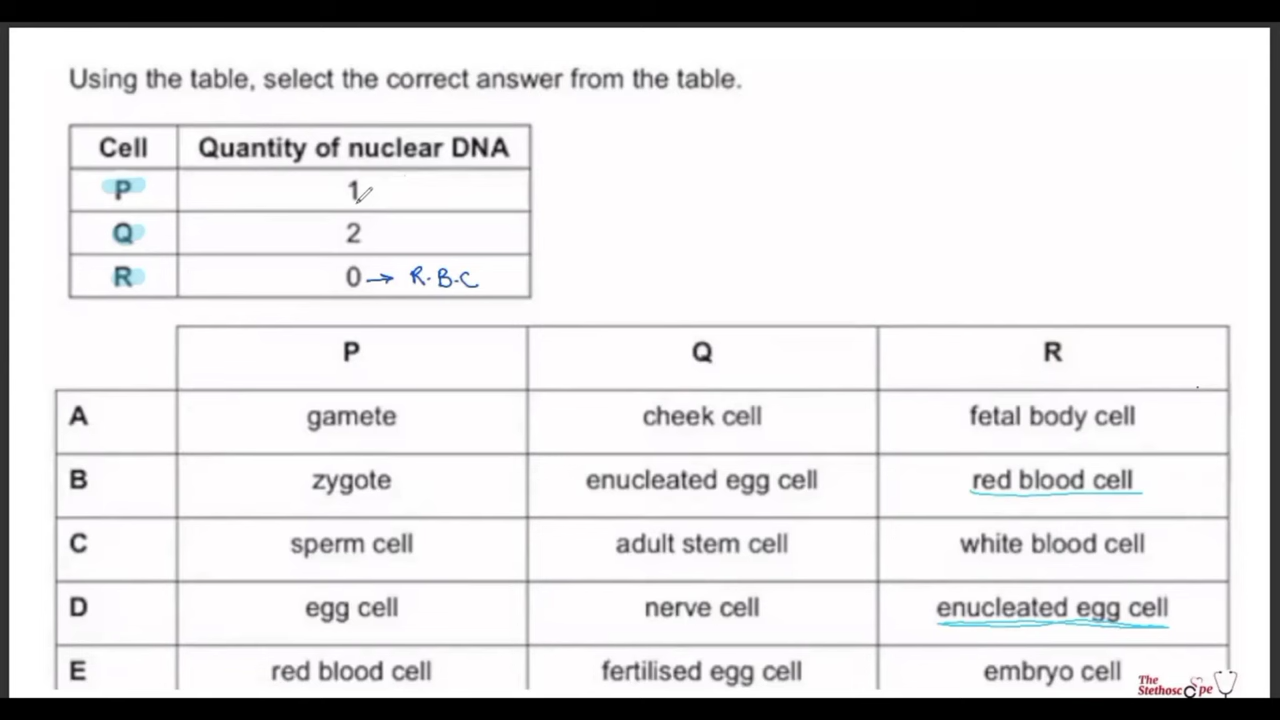 Using the table, select the correct answer from the table.
Cell Quantity of nuclear DNA
P 1
Q 2
R 0 → R.B.C
P Q R
A gamete cheek cell fetal body cell
B zygote enucleated egg cell red blood cell
C sperm cell adult stem cell white blood cell
D egg cell nerve cell enucleated egg cell
E red blood cell fertilised egg cell embryo cell
The
Stethoscope